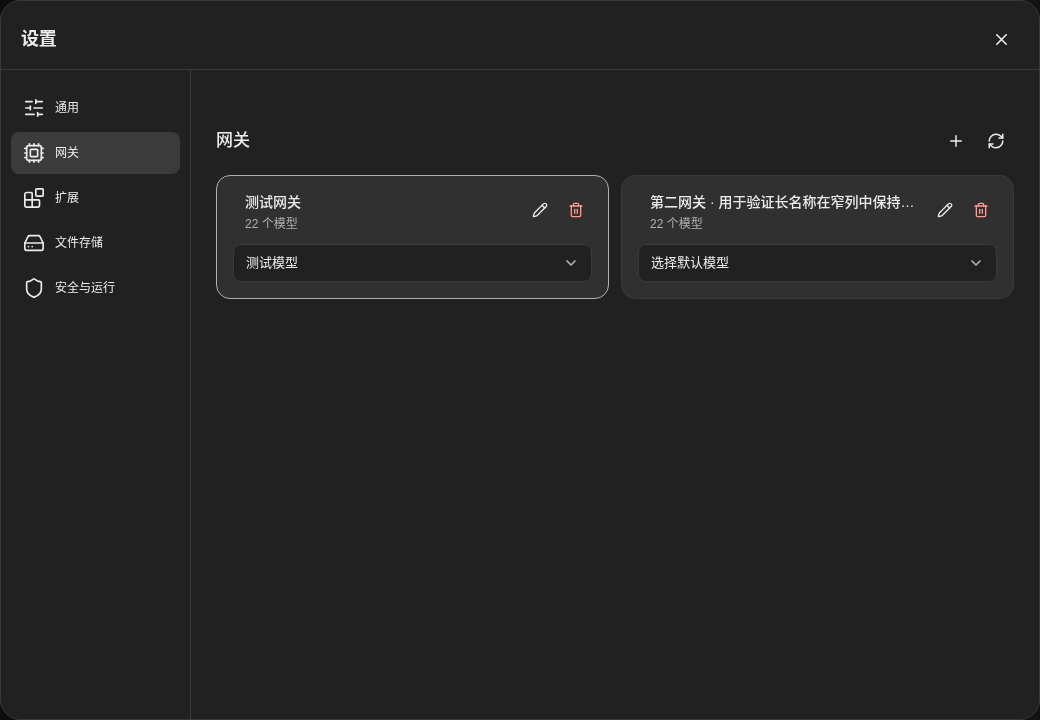 设置
通用
网关
扩展
文件存储
安全与运行
网关
测试网关
22 个模型
测试模型
第二网关 · 用于验证长名称在窄列中保持…
22 个模型
选择默认模型